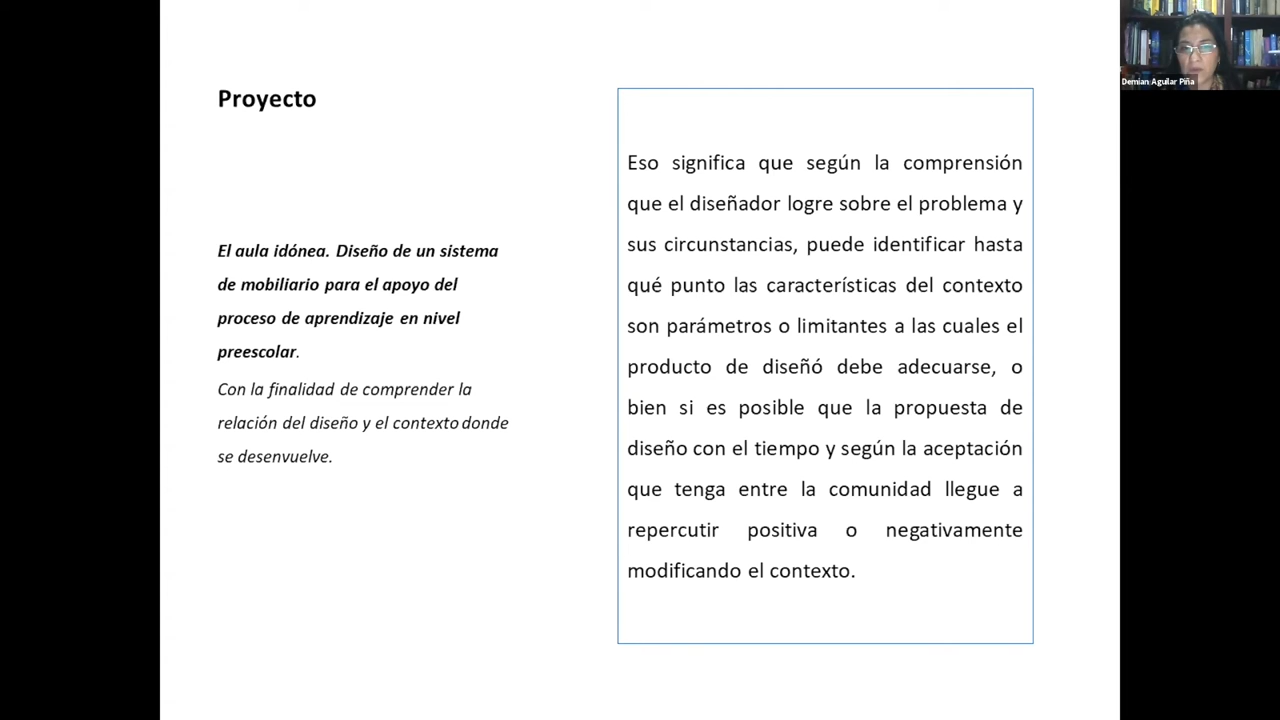 Proyecto
El aula idónea. Diseño de un sistema
de mobiliario para el apoyo del
proceso de aprendizaje en nivel
preescolar.
Con la finalidad de comprender la
relación del diseño y el contexto donde
se desenvuelve.
Eso significa que según la comprensión
que el diseñador logre sobre el problema y
sus circunstancias, puede identificar hasta
qué punto las características del contexto
son parámetros o limitantes a las cuales el
producto de diseñó debe adecuarse, o
bien si es posible que la propuesta de
diseño con el tiempo y según la aceptación
que tenga entre la comunidad llegue a
repercutir positiva o negativamente
modificando el contexto.
Demian Aguilar Piña